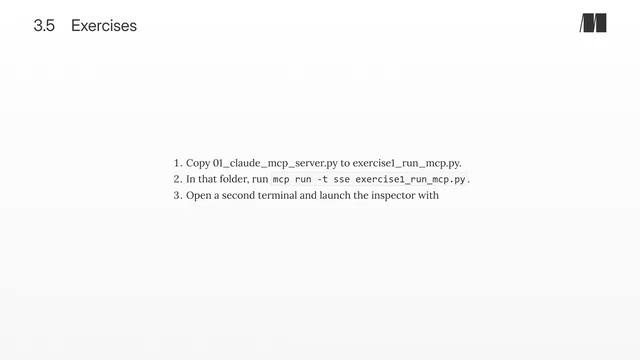 3.5 Exercises
1. Copy 01_claude_mcp_server.py to exercise1_run_mcp.py.
2. In that folder, run mcp run -t sse exercise1_run_mcp.py.
3. Open a second terminal and launch the inspector with